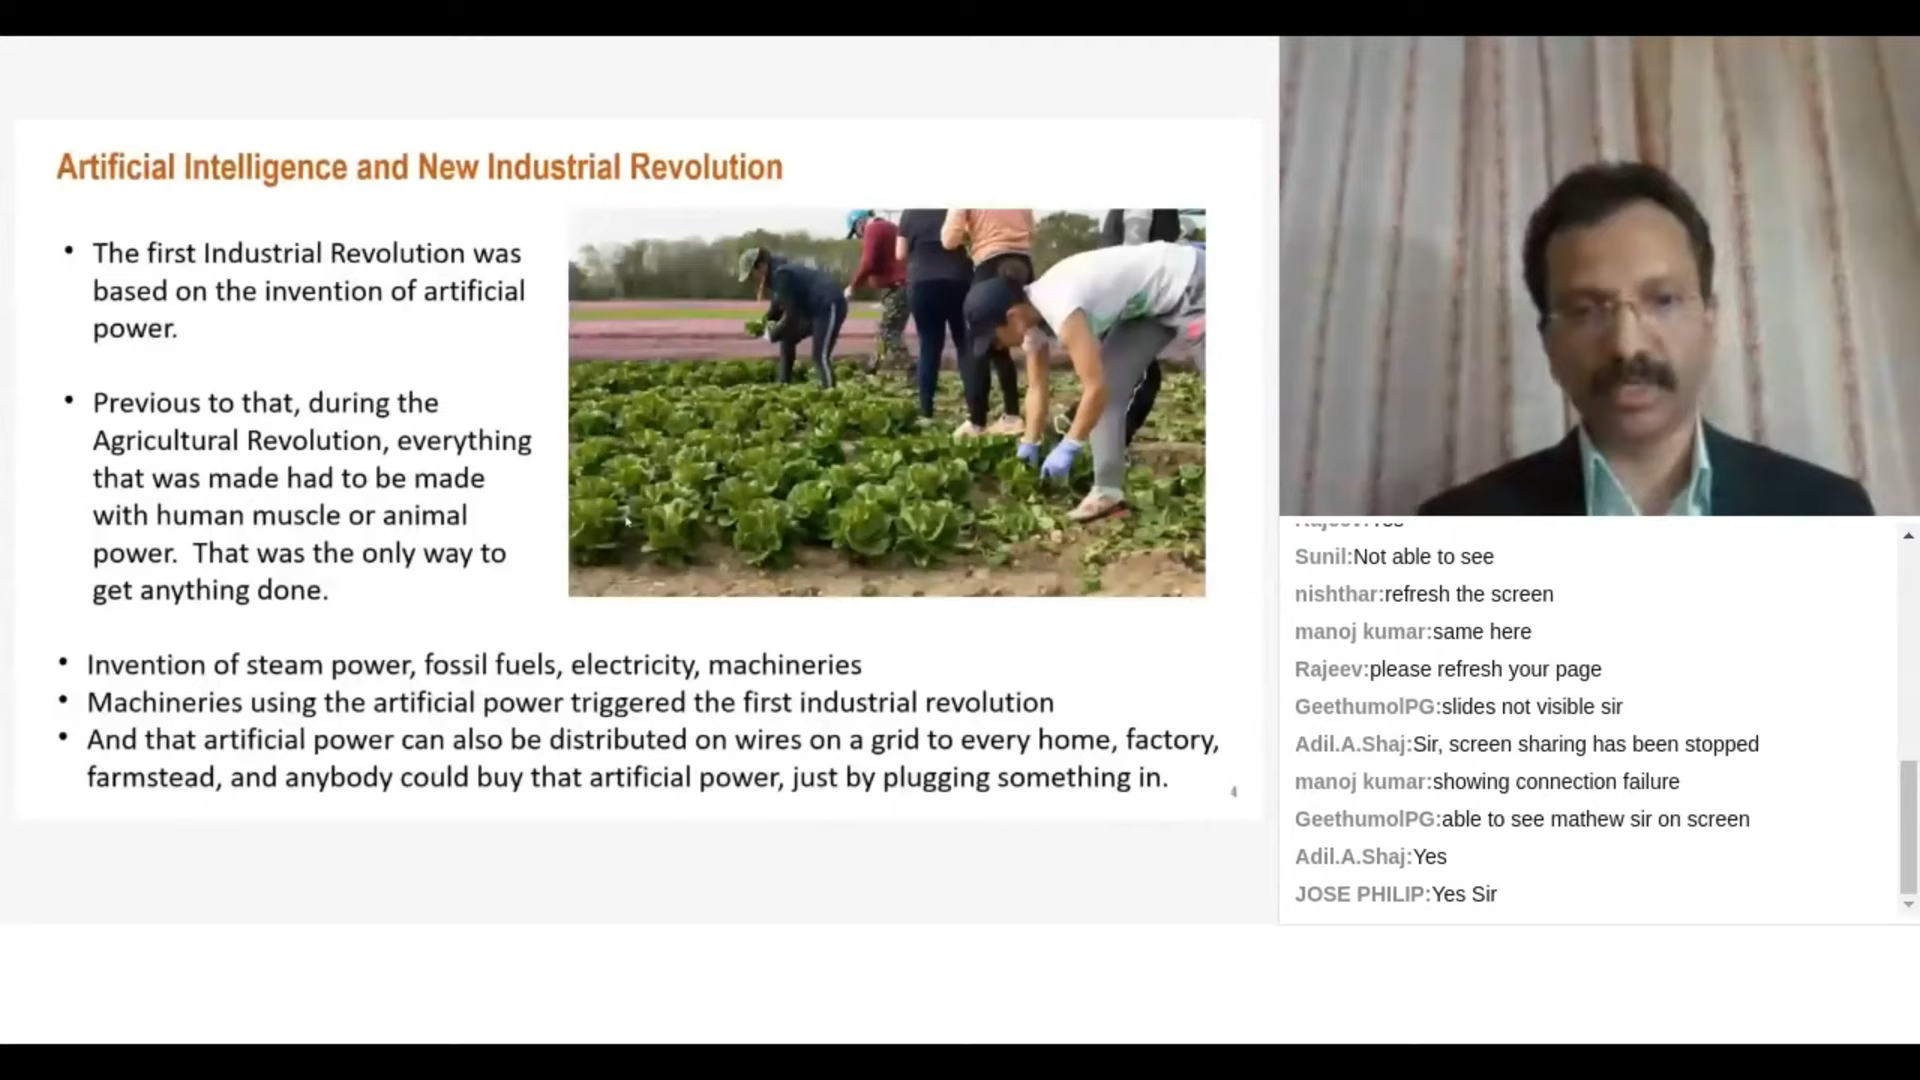 Artificial Intelligence and New Industrial Revolution
• The first Industrial Revolution was
based on the invention of artificial
power.
• Previous to that, during the
Agricultural Revolution, everything
that was made had to be made
with human muscle or animal
power. That was the only way to
get anything done.
• Invention of steam power, fossil fuels, electricity, machineries
• Machineries using the artificial power triggered the first industrial revolution
• And that artificial power can also be distributed on wires on a grid to every home, factory,
farmstead, and anybody could buy that artificial power, just by plugging something in.
4
Rajeev:Yes
Sunil:Not able to see
nishthar:refresh the screen
manoj kumar:same here
Rajeev:please refresh your page
GeethumolPG:slides not visible sir
Adil.A.Shaj:Sir, screen sharing has been stopped
manoj kumar:showing connection failure
GeethumolPG:able to see mathew sir on screen
Adil.A.Shaj:Yes
JOSE PHILIP:Yes Sir